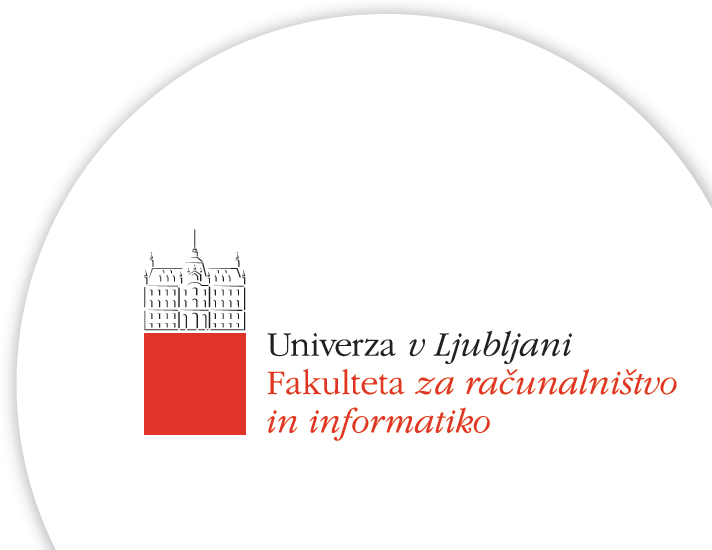 Univerza v Ljubljani
Fakulteta za računalništvo
in informatiko